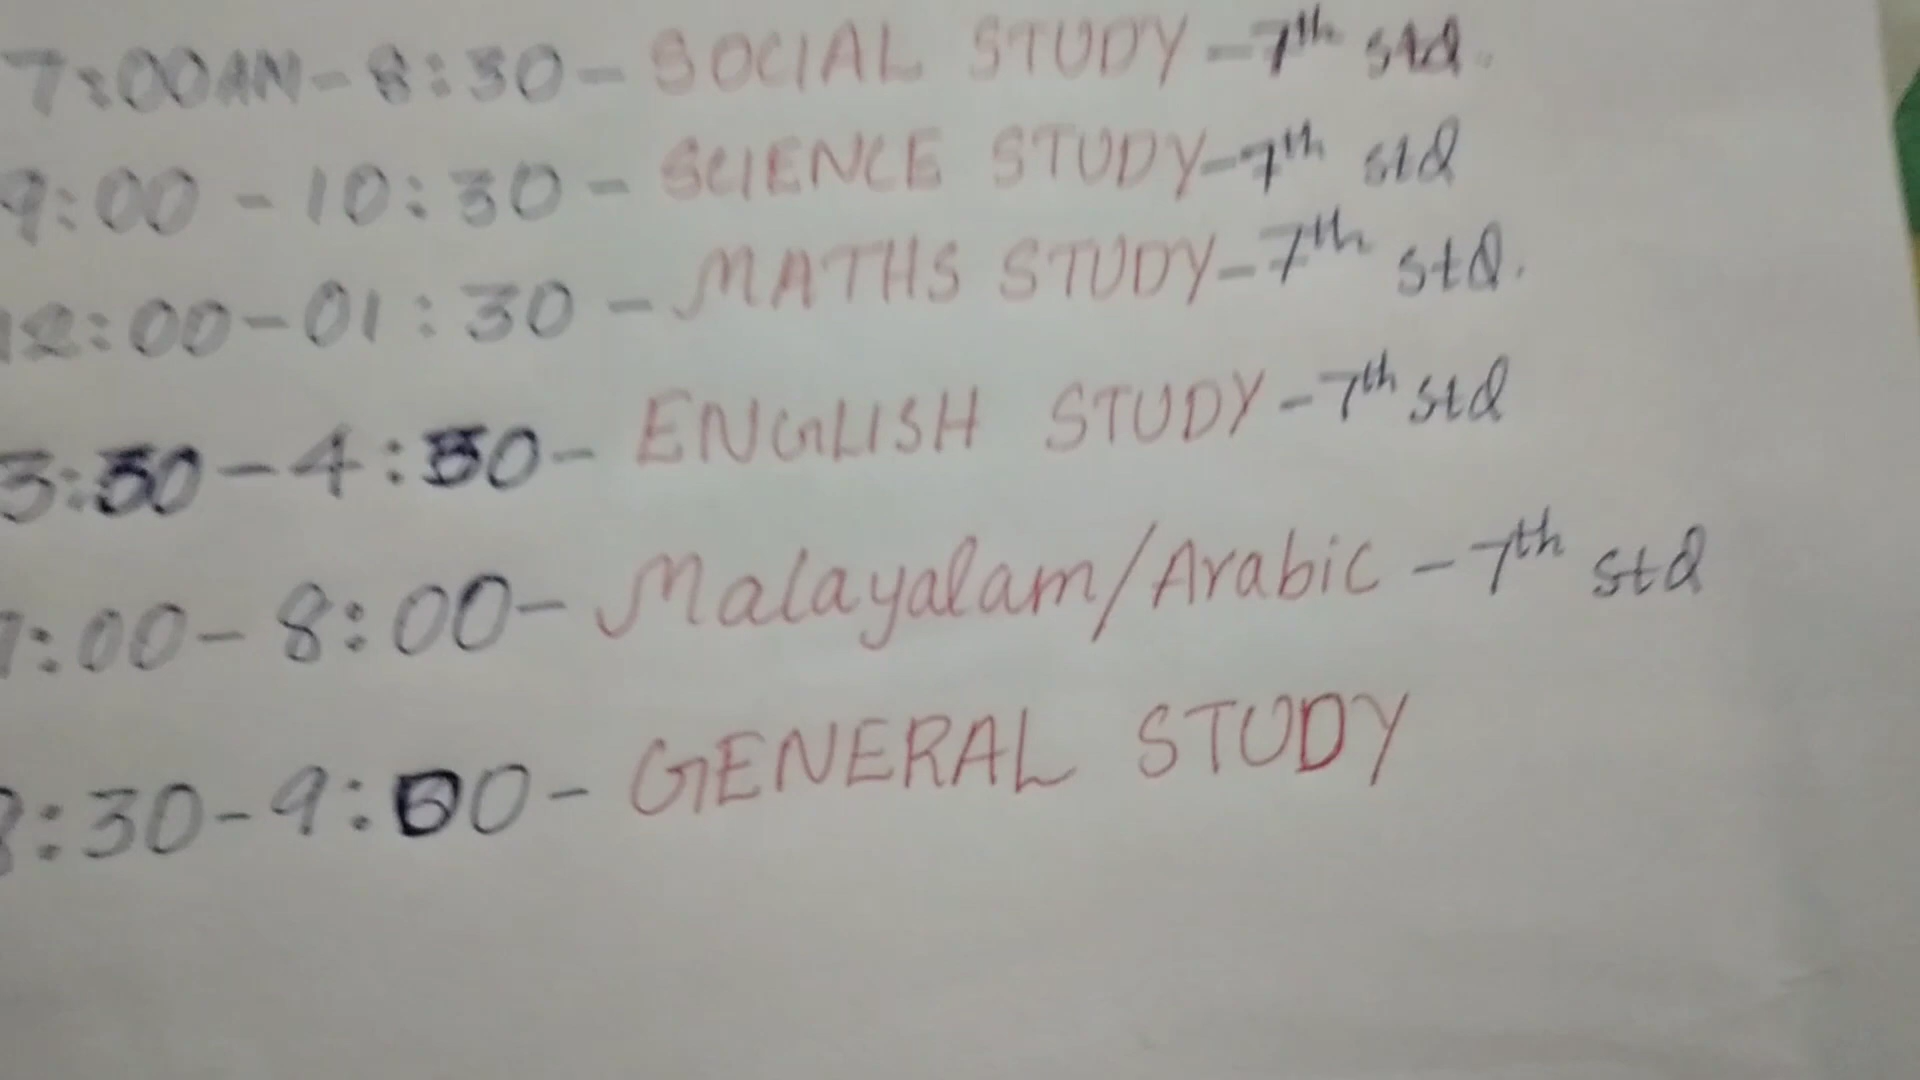 7:00AM-8:30- SOCIAL STUDY-7th std.
9:00 - 10:30 - SCIENCE STUDY-7th std
12:00-01:30 - MATHS STUDY-7th std.
3:30-4:30- ENGLISH STUDY-7th std
7:00-8:00- Malayalam/Arabic -7th std
8:30-9:00- GENERAL STUDY